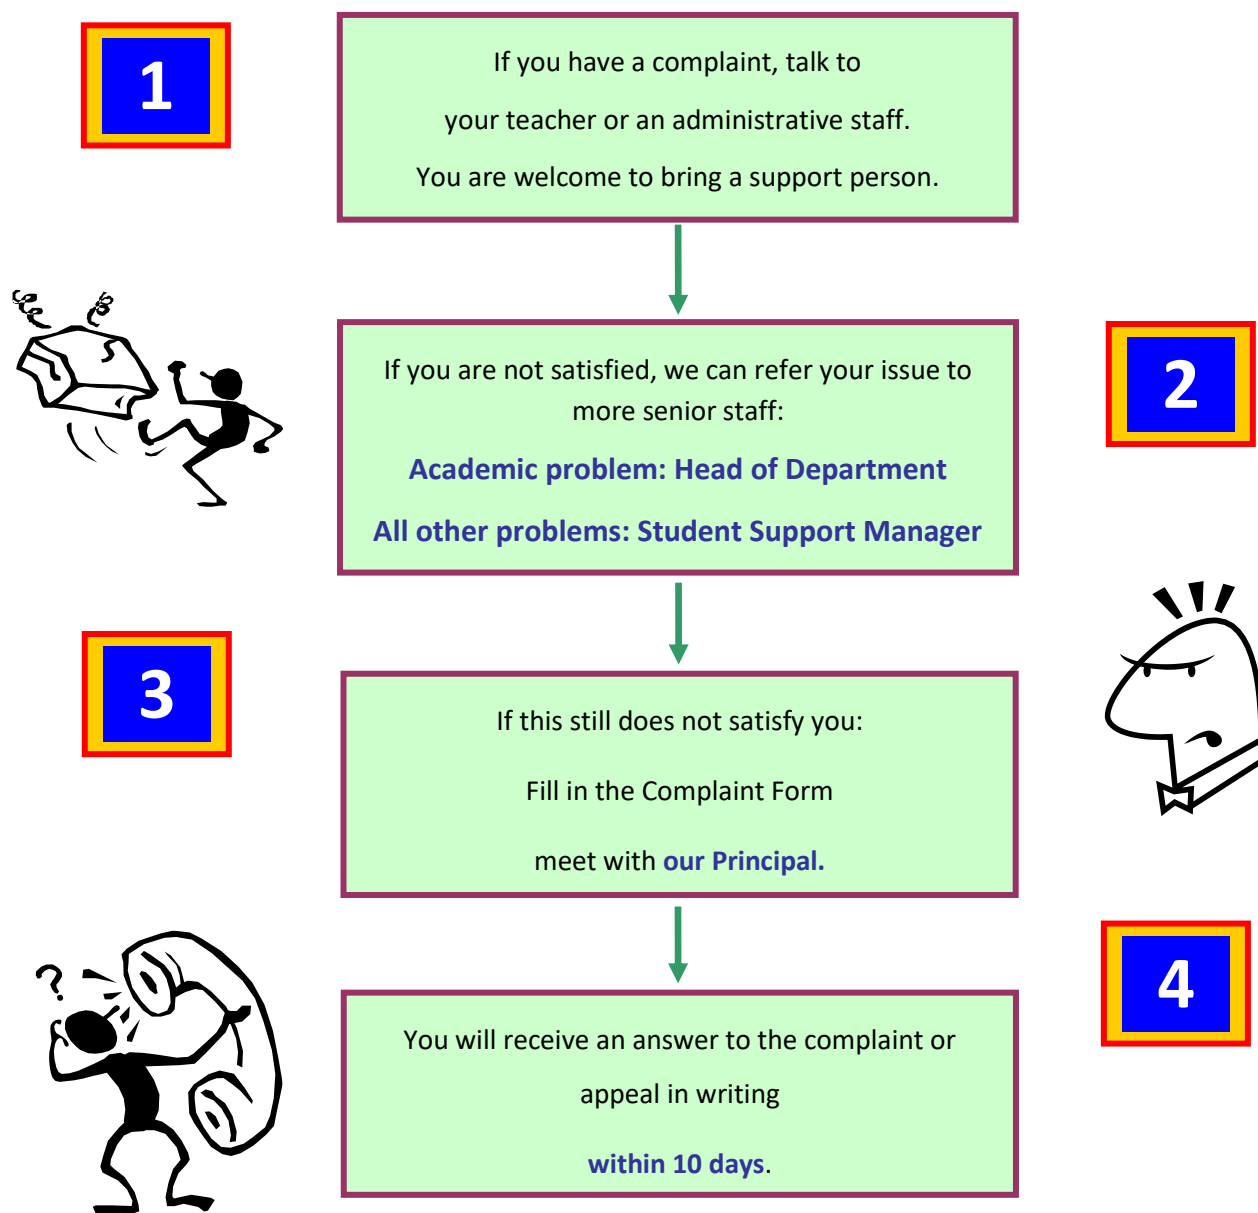 1
If you have a complaint, talk to
your teacher or an administrative staff.
You are welcome to bring a support person.
If you are not satisfied, we can refer your issue to
more senior staff:
Academic problem: Head of Department
All other problems: Student Support Manager
2
3
If this still does not satisfy you:
Fill in the Complaint Form
meet with our Principal.
?
4
You will receive an answer to the complaint or
appeal in writing
within 10 days.